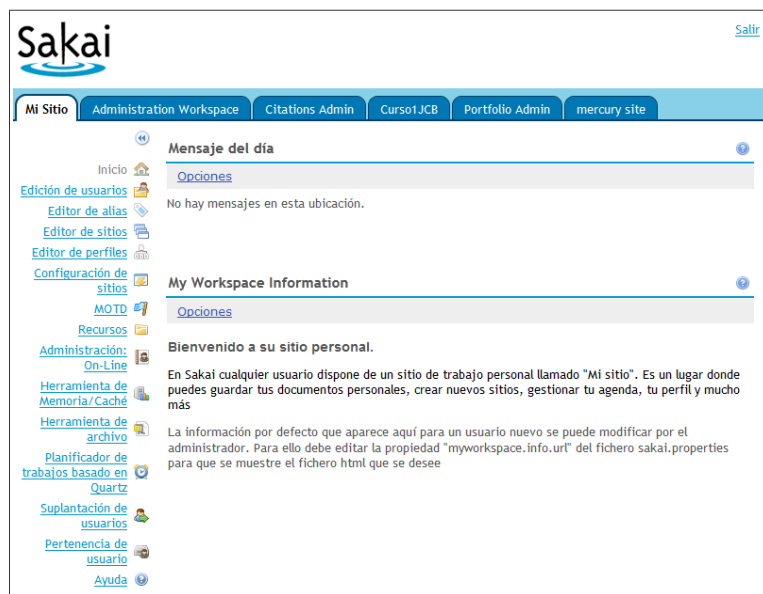 Sakai
Salir
Mi Sitio
Administration Workspace
Citations Admin
Curso1JCB
Portfolio Admin
mercury site
Inicio
Edición de usuarios
Editor de alias
Editor de sitios
Editor de perfiles
Configuración de
sitios
MOTD
Recursos
Administración:
On-Line
Herramienta de
Memoria/Caché
Herramienta de
archivo
Planificador de
trabajos basado en
Quartz
Suplantación de
usuarios
Pertenencia de
usuario
Ayuda
Mensaje del día
Opciones
No hay mensajes en esta ubicación.
My Workspace Information
Opciones
Bienvenido a su sitio personal.
En Sakai cualquier usuario dispone de un sitio de trabajo personal llamado "Mi sitio". Es un lugar donde
puedes guardar tus documentos personales, crear nuevos sitios, gestionar tu agenda, tu perfil y mucho
más
La información por defecto que aparece aquí para un usuario nuevo se puede modificar por el
administrador. Para ello debe editar la propiedad "myworkspace.info.url" del fichero sakai.properties
para que se muestre el fichero html que se desee